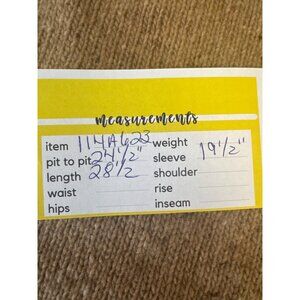 measurements
item 114A623 weight
pit to pit 24 1/2" sleeve 19 1/2"
length 28 1/2 shoulder
waist rise
hips inseam